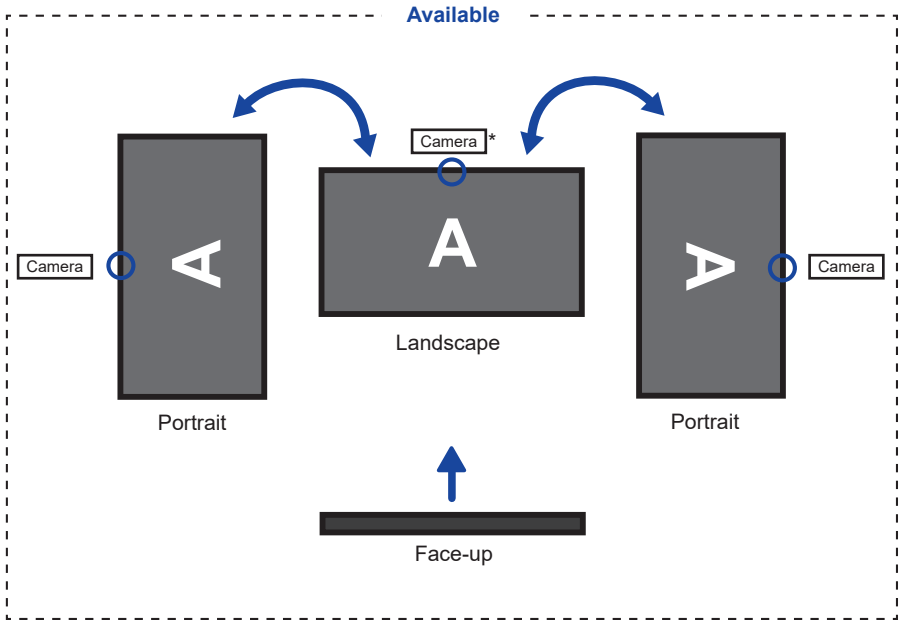 Available
Camera*
A
Landscape
Camera
A
Portrait
A
Camera
Portrait
Face-up